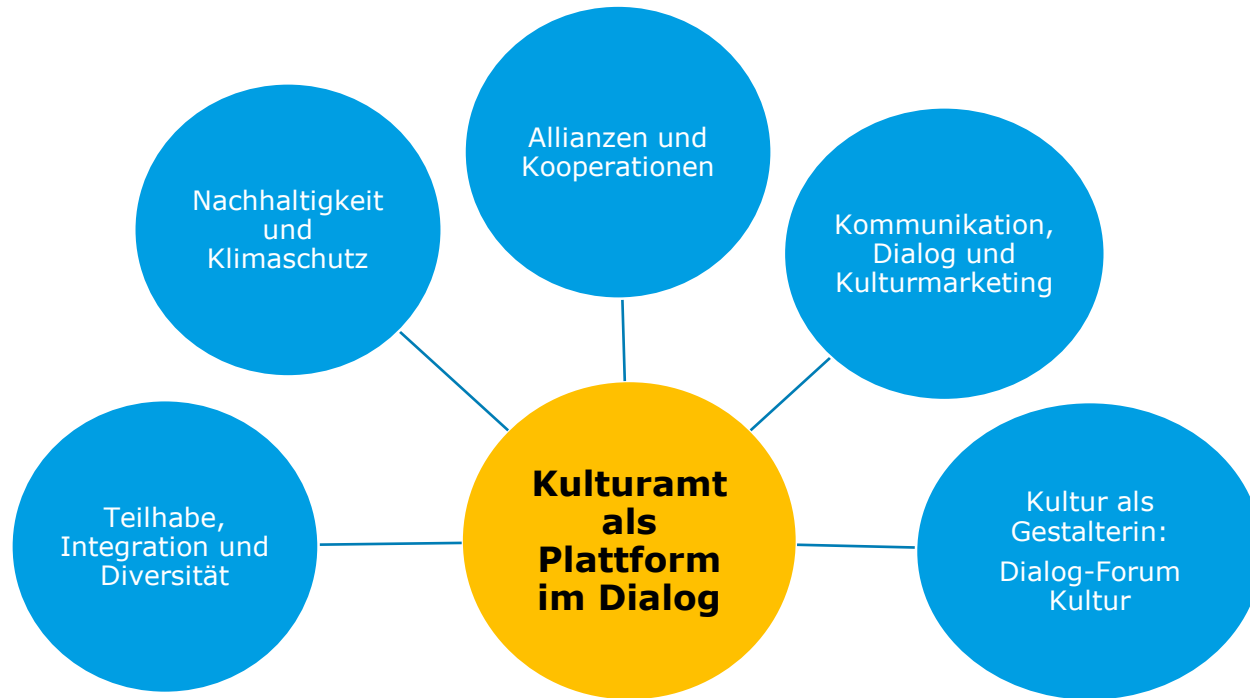 Allianzen und
Kooperationen
Nachhaltigkeit
und
Klimaschutz
Kommunikation,
Dialog und
Kulturmarketing
Teilhabe,
Integration und
Diversität
Kulturamt
als
Plattform
im Dialog
Kultur als
Gestalterin:
Dialog-Forum
Kultur